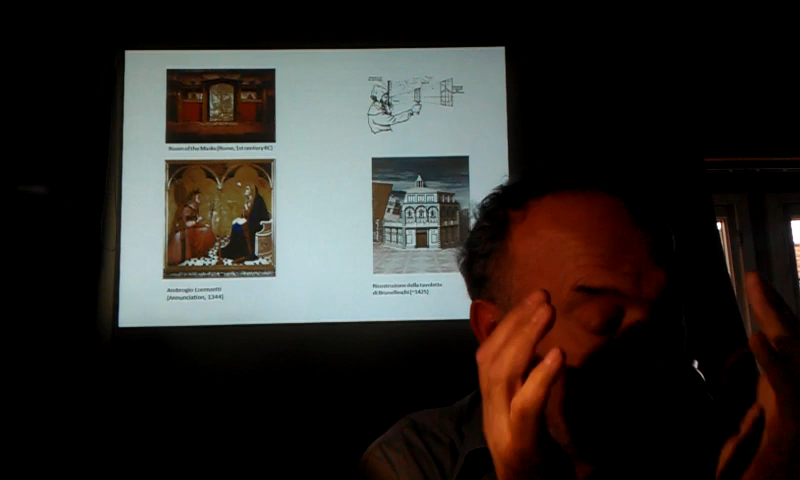 Room of the Masks (Rome, 1st century BC)
Ambrogio Lorenzetti
(Annunciation, 1344)
Ricostruzione della tavoletta
di Brunelleschi (~1425)